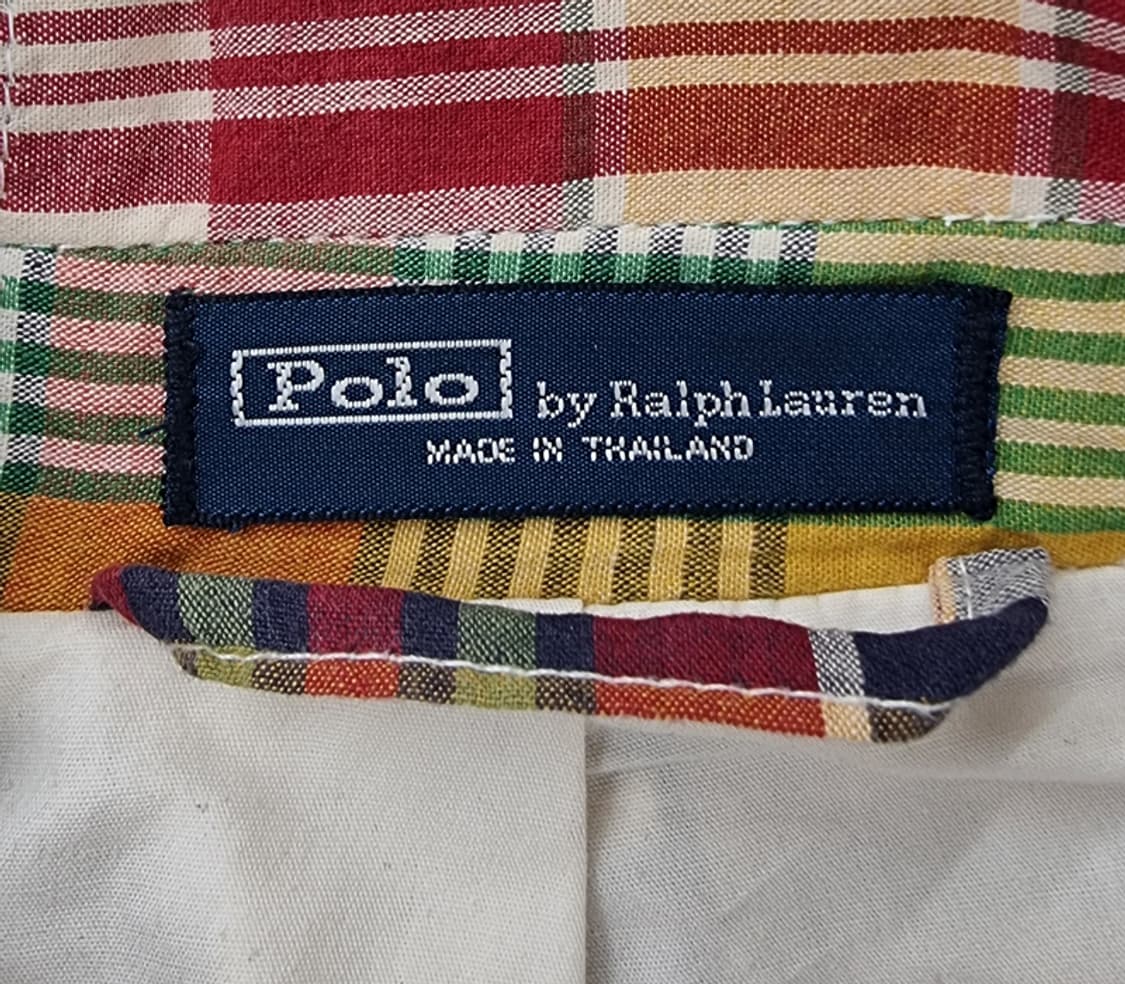 Polo by Ralph Lauren
MADE IN THAILAND